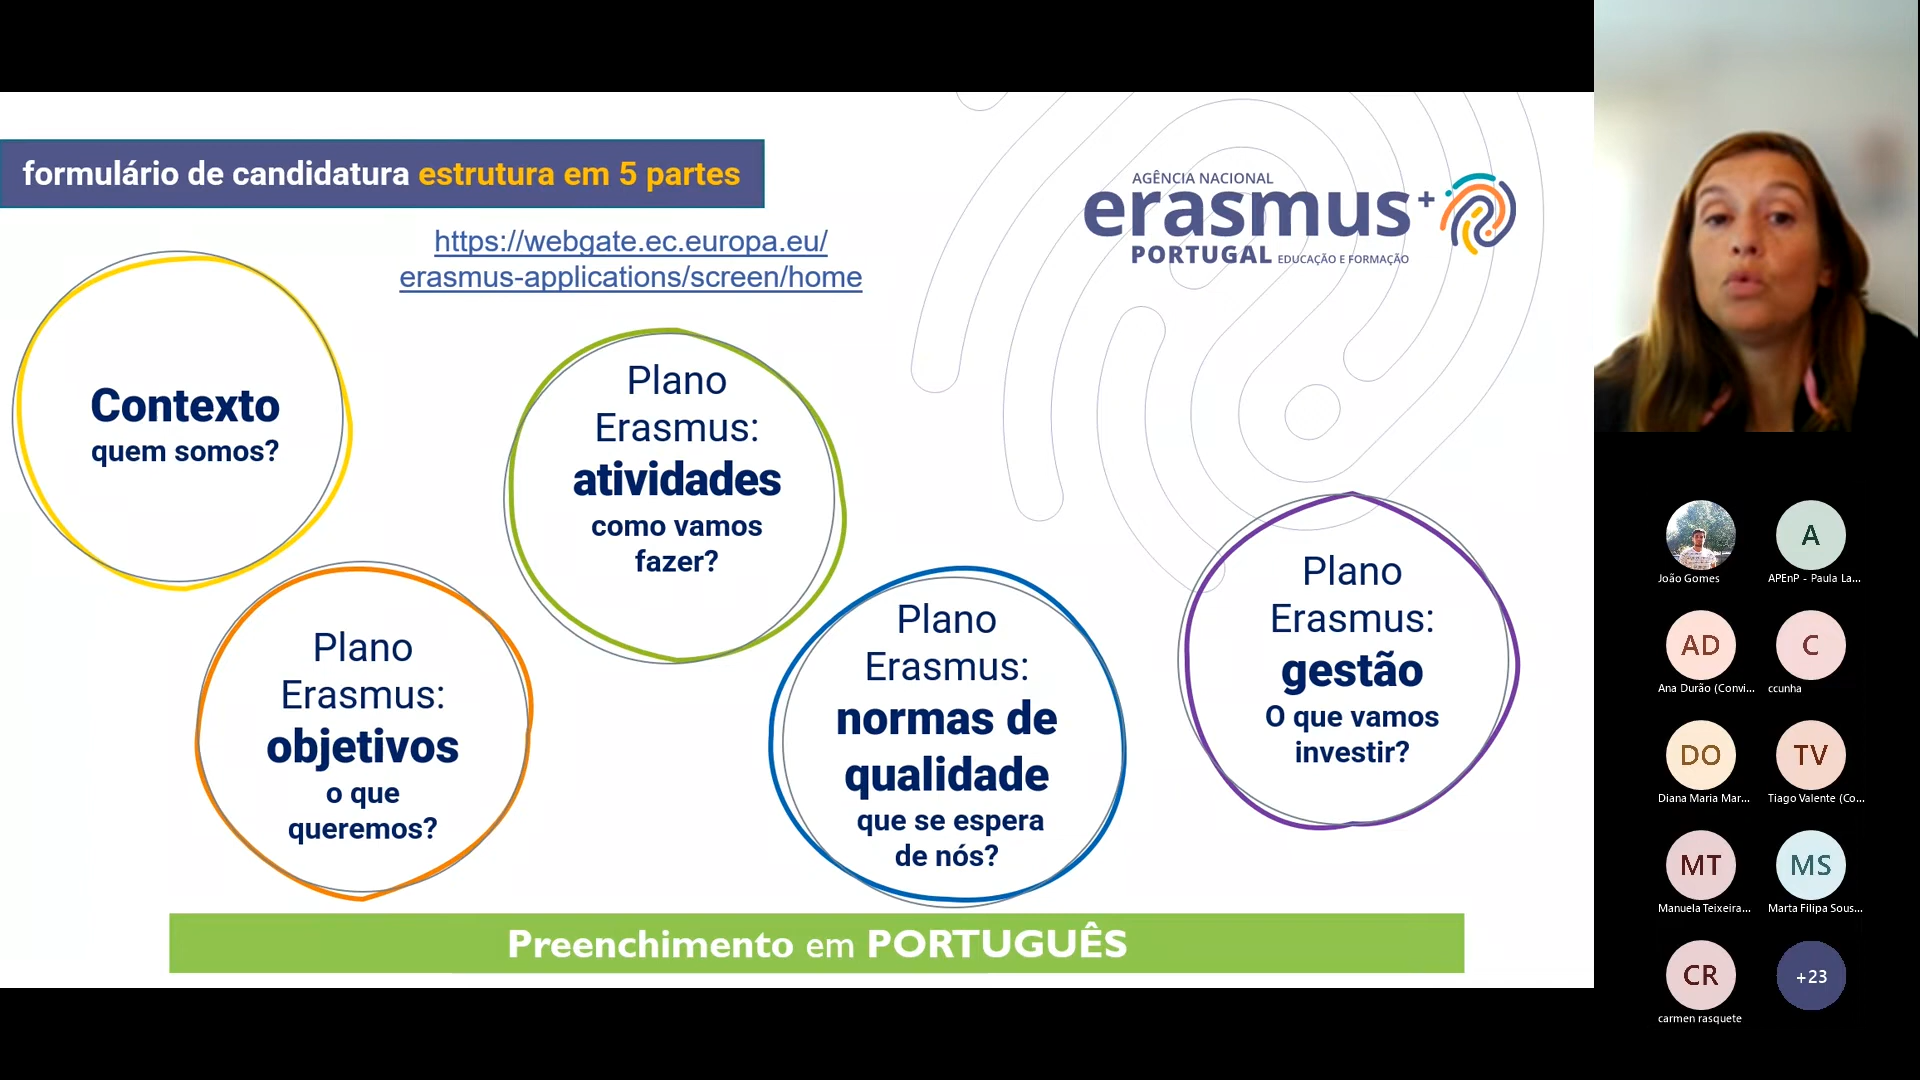 formulário de candidatura estrutura em 5 partes
https://webgate.ec.europa.eu/
erasmus-applications/screen/home
AGÊNCIA NACIONAL
erasmus+
PORTUGAL EDUCAÇÃO E FORMAÇÃO
Contexto
quem somos?
Plano
Erasmus:
objetivos
o que
queremos?
Plano
Erasmus:
atividades
como vamos
fazer?
Plano
Erasmus:
normas de
qualidade
que se espera
de nós?
Plano
Erasmus:
gestão
O que vamos
investir?
Preenchimento em PORTUGUÊS
João Gomes
A
APEnP - Paula La...
AD
Ana Durão (Convi...
C
ccunha
DO
Diana Maria Mar...
TV
Tiago Valente (Co...
MT
Manuela Teixeira...
MS
Marta Filipa Sous...
CR
carmen rasquete
+23